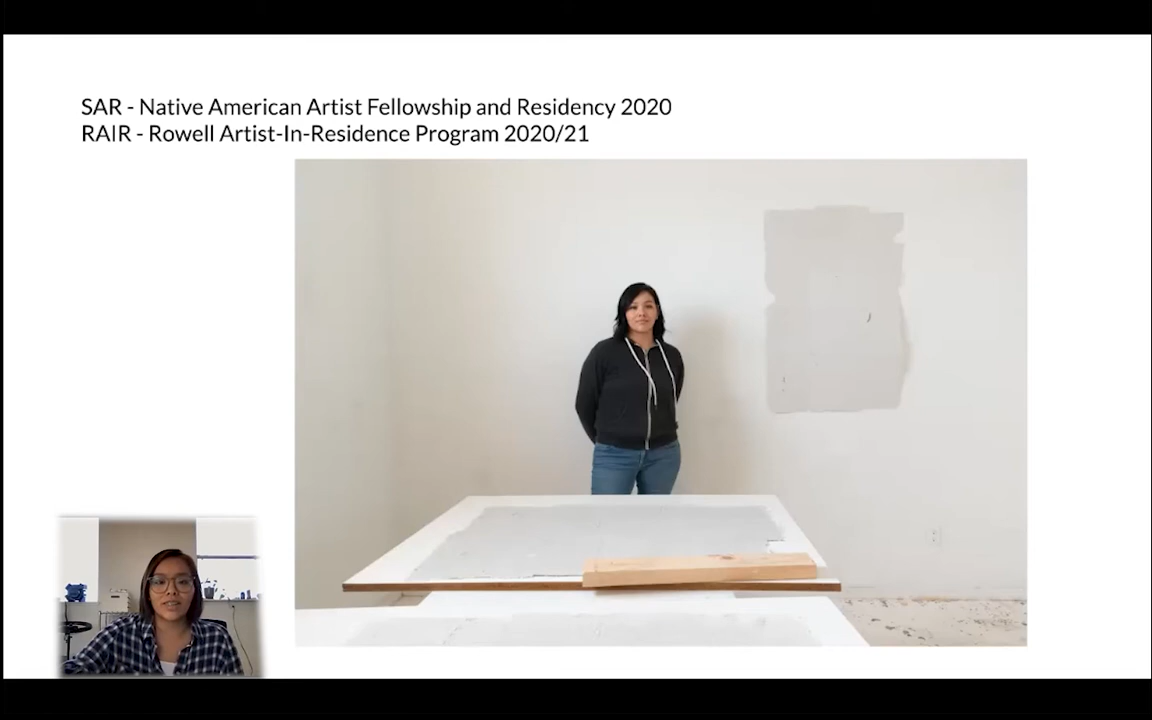 SAR - Native American Artist Fellowship and Residency 2020
RAIR - Rowell Artist-In-Residence Program 2020/21